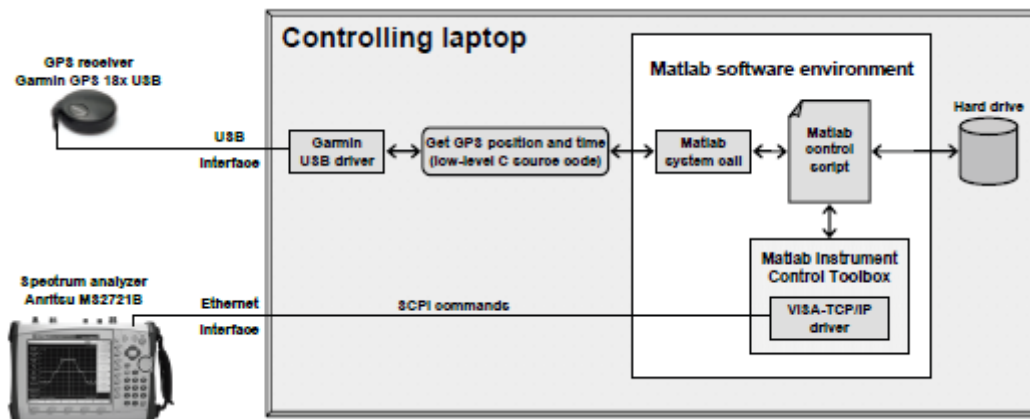 Controlling laptop
GPS receiver
Garmin GPS 18x USB
USB
Interface
Garmin
USB driver
Get GPS position and time
(low-level C source code)
Matlab software environment
Matlab
system call
Matlab
control
script
Hard drive
Matlab Instrument
Control Toolbox
VISA-TCP/IP
driver
Spectrum analyzer
Anritsu MS2721B
Ethernet
Interface
SCPI commands